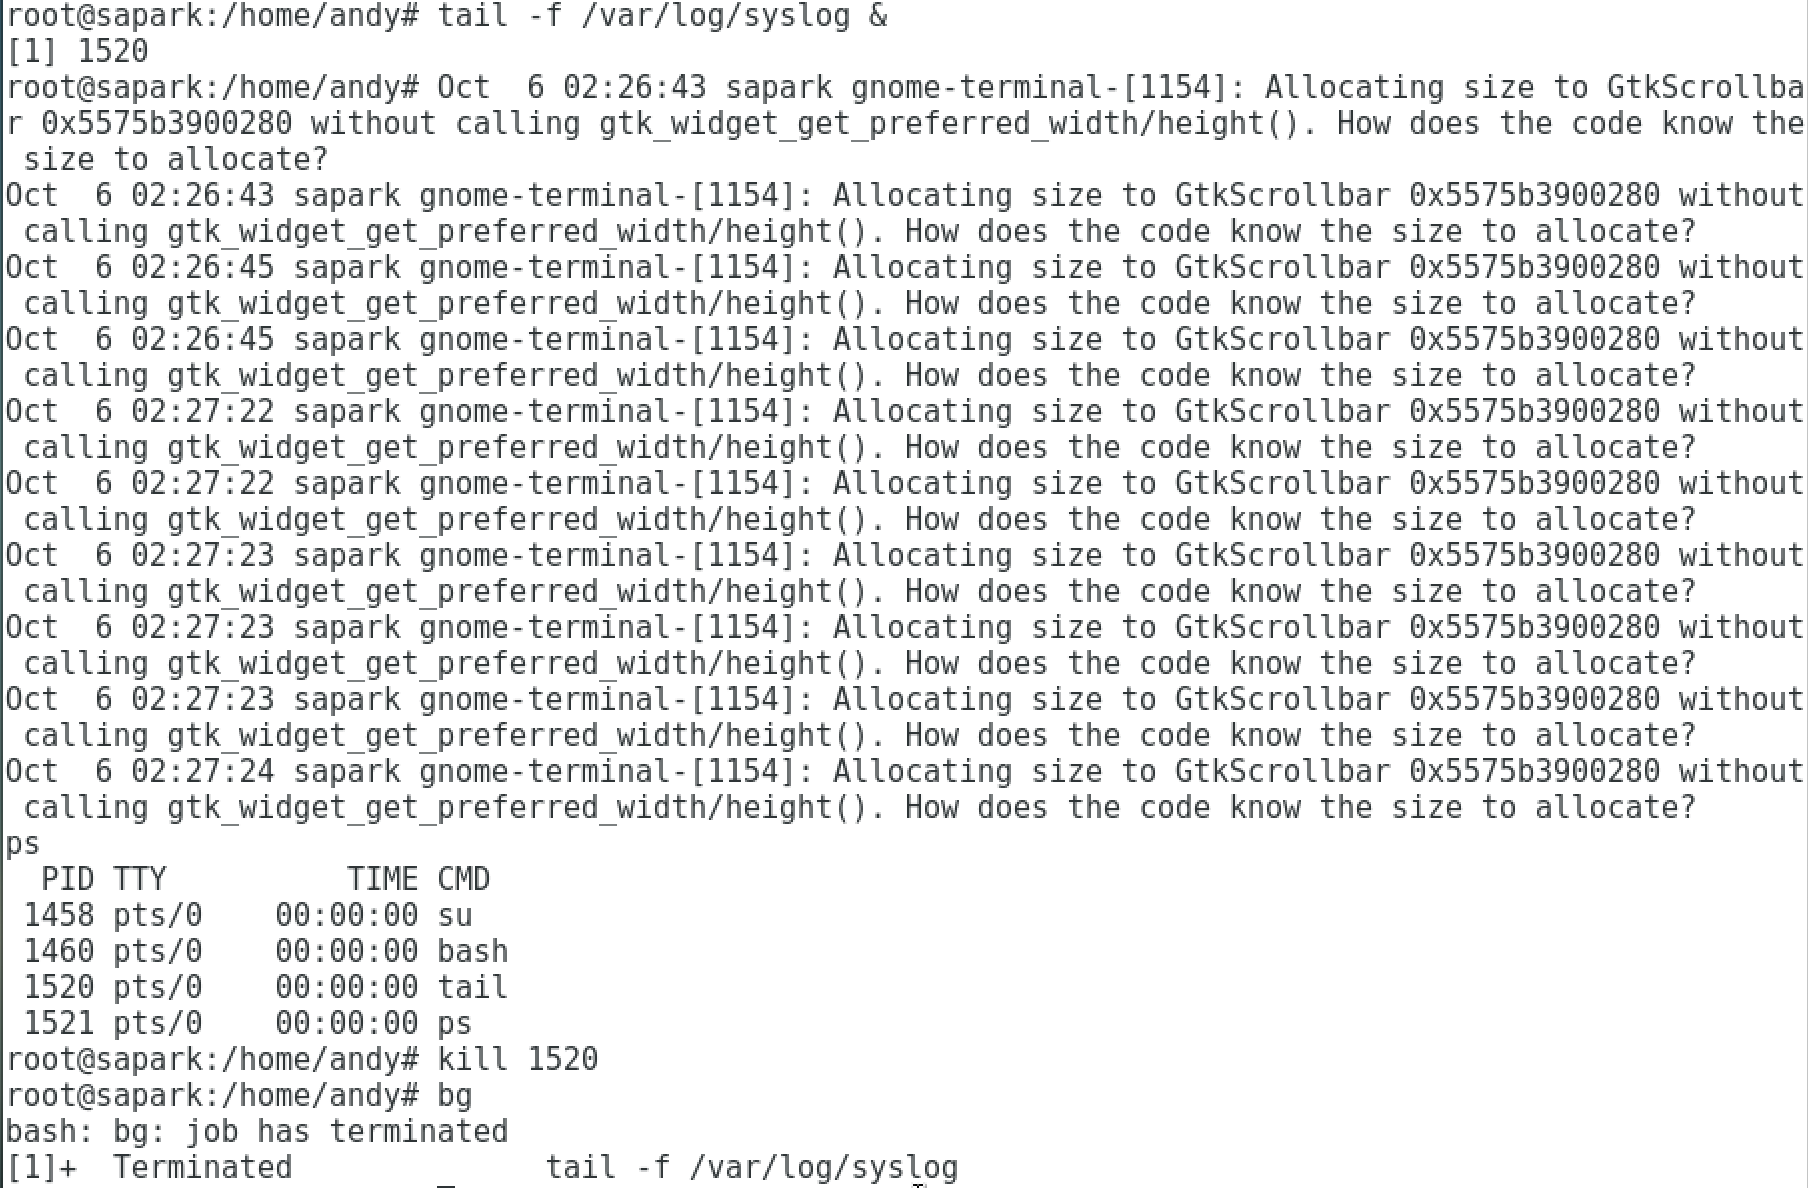 root@sapark:/home/andy# tail -f /var/log/syslog &
[1] 1520
root@sapark:/home/andy# Oct  6 02:26:43 sapark gnome-terminal-[1154]: Allocating size to GtkScrollba
r 0x5575b3900280 without calling gtk_widget_get_preferred_width/height(). How does the code know the
 size to allocate?
Oct  6 02:26:43 sapark gnome-terminal-[1154]: Allocating size to GtkScrollbar 0x5575b3900280 without
 calling gtk_widget_get_preferred_width/height(). How does the code know the size to allocate?
Oct  6 02:26:45 sapark gnome-terminal-[1154]: Allocating size to GtkScrollbar 0x5575b3900280 without
 calling gtk_widget_get_preferred_width/height(). How does the code know the size to allocate?
Oct  6 02:26:45 sapark gnome-terminal-[1154]: Allocating size to GtkScrollbar 0x5575b3900280 without
 calling gtk_widget_get_preferred_width/height(). How does the code know the size to allocate?
Oct  6 02:27:22 sapark gnome-terminal-[1154]: Allocating size to GtkScrollbar 0x5575b3900280 without
 calling gtk_widget_get_preferred_width/height(). How does the code know the size to allocate?
Oct  6 02:27:22 sapark gnome-terminal-[1154]: Allocating size to GtkScrollbar 0x5575b3900280 without
 calling gtk_widget_get_preferred_width/height(). How does the code know the size to allocate?
Oct  6 02:27:23 sapark gnome-terminal-[1154]: Allocating size to GtkScrollbar 0x5575b3900280 without
 calling gtk_widget_get_preferred_width/height(). How does the code know the size to allocate?
Oct  6 02:27:23 sapark gnome-terminal-[1154]: Allocating size to GtkScrollbar 0x5575b3900280 without
 calling gtk_widget_get_preferred_width/height(). How does the code know the size to allocate?
Oct  6 02:27:23 sapark gnome-terminal-[1154]: Allocating size to GtkScrollbar 0x5575b3900280 without
 calling gtk_widget_get_preferred_width/height(). How does the code know the size to allocate?
Oct  6 02:27:24 sapark gnome-terminal-[1154]: Allocating size to GtkScrollbar 0x5575b3900280 without
 calling gtk_widget_get_preferred_width/height(). How does the code know the size to allocate?
ps
  PID TTY          TIME CMD
 1458 pts/0    00:00:00 su
 1460 pts/0    00:00:00 bash
 1520 pts/0    00:00:00 tail
 1521 pts/0    00:00:00 ps
root@sapark:/home/andy# kill 1520
root@sapark:/home/andy# bg
bash: bg: job has terminated
[1]+  Terminated              tail -f /var/log/syslog